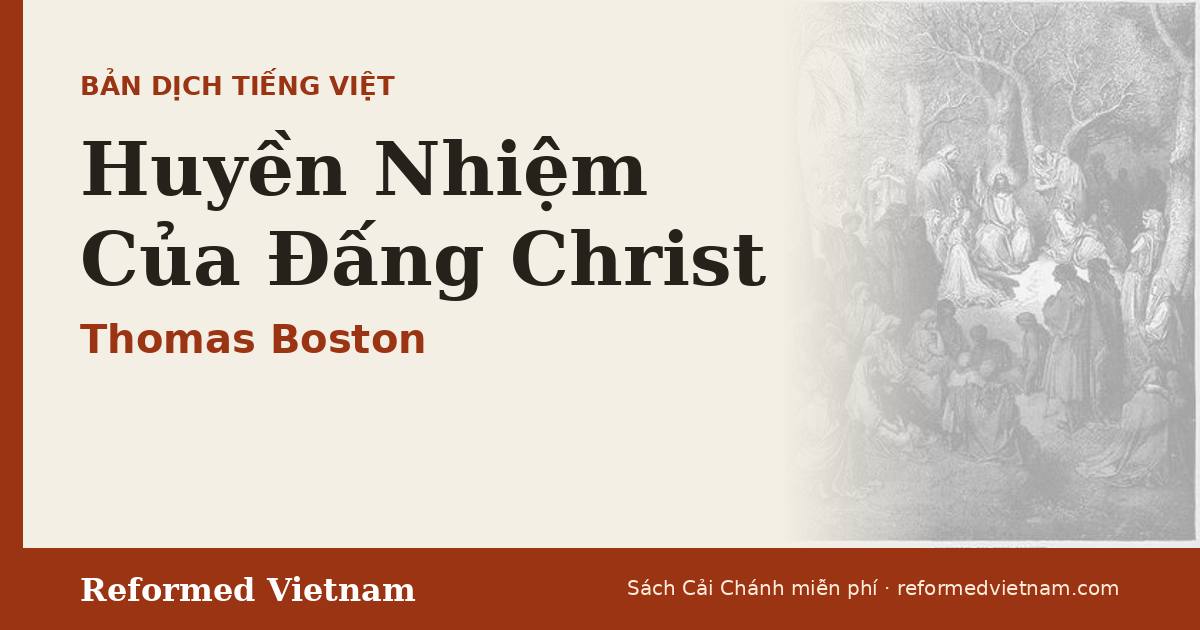 BẢN DỊCH TIẾNG VIỆT
Huyền Nhiệm
Của Đấng Christ
Thomas Boston
Reformed Vietnam
Sách Cải Chánh miễn phí · reformedvietnam.com